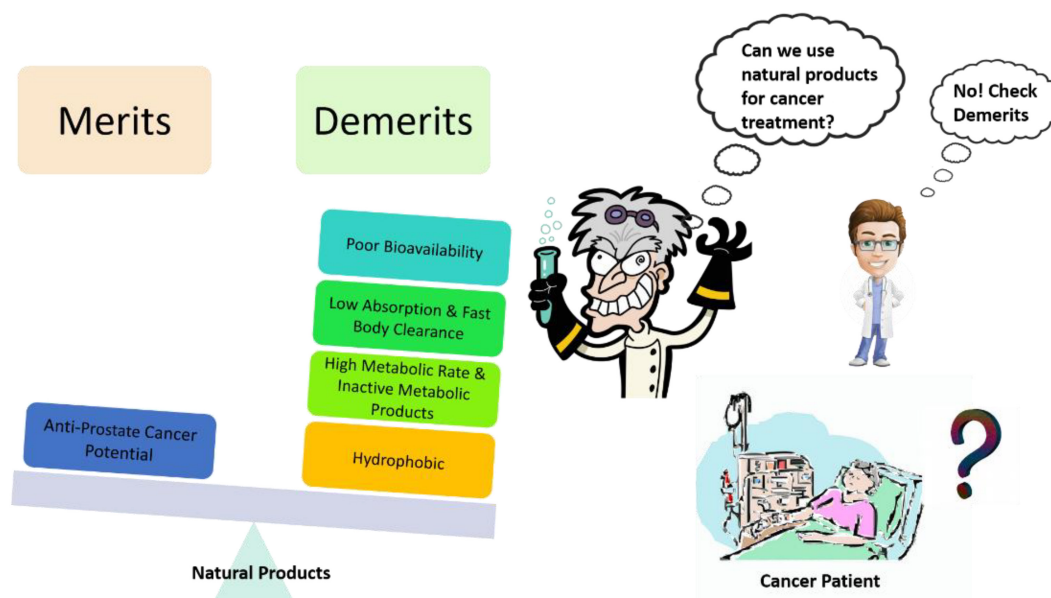 Merits
Demerits
Poor Bioavailability
Low Absorption & Fast
Body Clearance
High Metabolic Rate &
Inactive Metabolic
Products
Hydrophobic
Anti-Prostate Cancer
Potential
Natural Products
Can we use
natural products
for cancer
treatment?
No! Check
Demerits
?
Cancer Patient